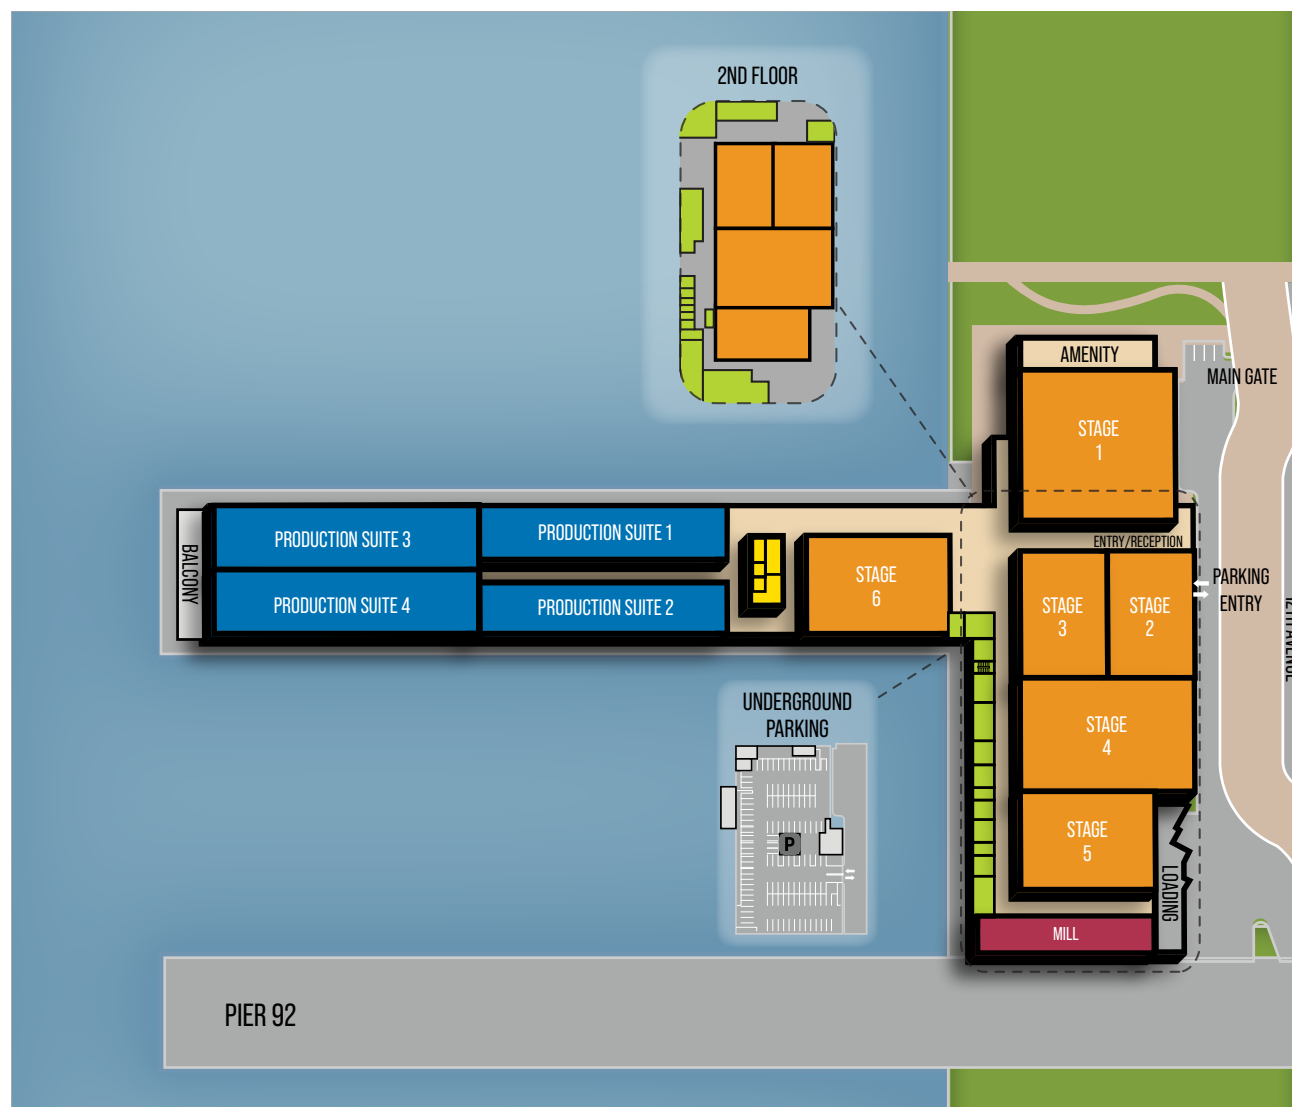 2ND FLOOR
AMENITY
MAIN GATE
STAGE
1
ENTRY/RECEPTION
PRODUCTION SUITE 3
PRODUCTION SUITE 1
BALCONY
PRODUCTION SUITE 4
PRODUCTION SUITE 2
STAGE
6
STAGE
3
STAGE
2
PARKING
ENTRY
12TH AVENUE
UNDERGROUND
PARKING
P
STAGE
4
STAGE
5
LOADING
MILL
PIER 92